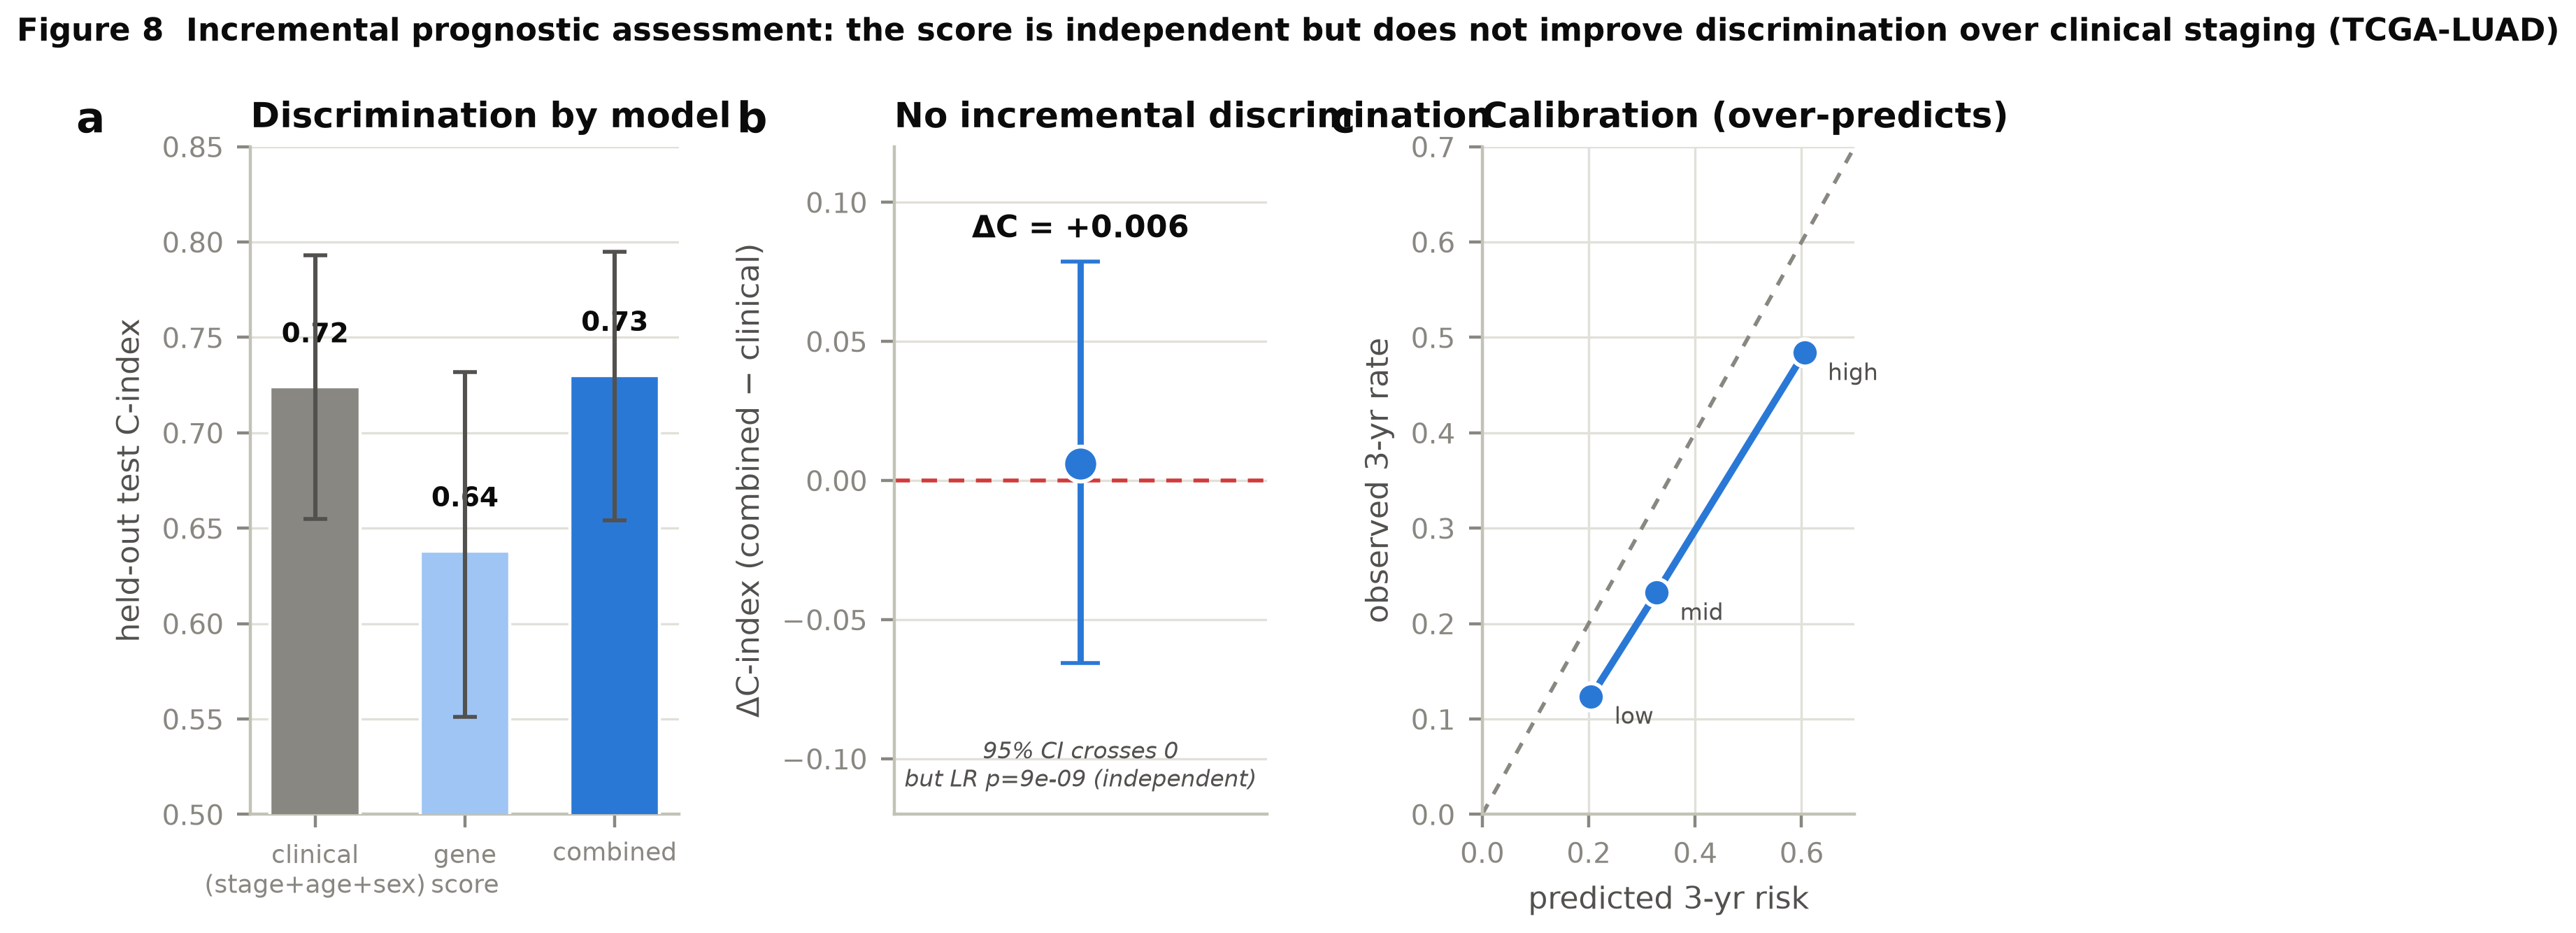 Figure 8  Incremental prognostic assessment: the score is independent but does not improve discrimination over clinical staging (TCGA-LUAD)
a
Discrimination by model
held-out test C-index
0.85
0.80
0.75
0.70
0.65
0.60
0.55
0.50
0.72
0.64
0.73
clinical
(stage+age+sex)
gene
score
combined
b
No incremental discrimination
ΔC-index (combined − clinical)
0.10
0.05
0.00
−0.05
−0.10
ΔC = +0.006
95% CI crosses 0
but LR p=9e-09 (independent)
c
Calibration (over-predicts)
observed 3-yr rate
0.7
0.6
0.5
0.4
0.3
0.2
0.1
0.0
high
mid
low
0.0
0.2
0.4
0.6
predicted 3-yr risk